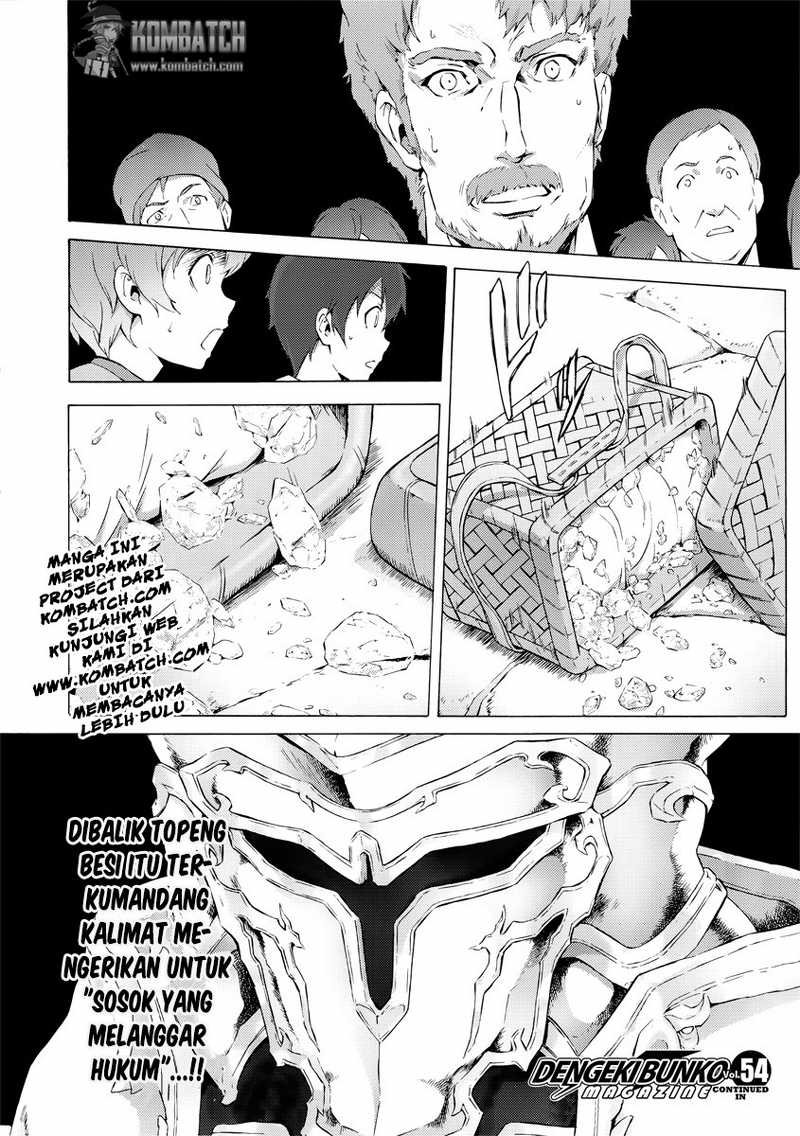 KOMBATCH
www.kombatch.com
MANGA INI
MERUPAKAN
PROJECT DARI
KOMBATCH.COM
SILAHKAN
KUNJUNGI WEB
KAMI DI
WWW.KOMBATCH.COM
UNTUK
MEMBACANYA
LEBIH DULU
DIBALIK TOPENG
BESI ITU TER-
KUMANDANG
KALIMAT ME-
NGERIKAN UNTUK
"SOSOK YANG
MELANGGAR
HUKUM"...!!
DENGEKI BUNKO VOL.54
MAGAZINE CONTINUED
IN